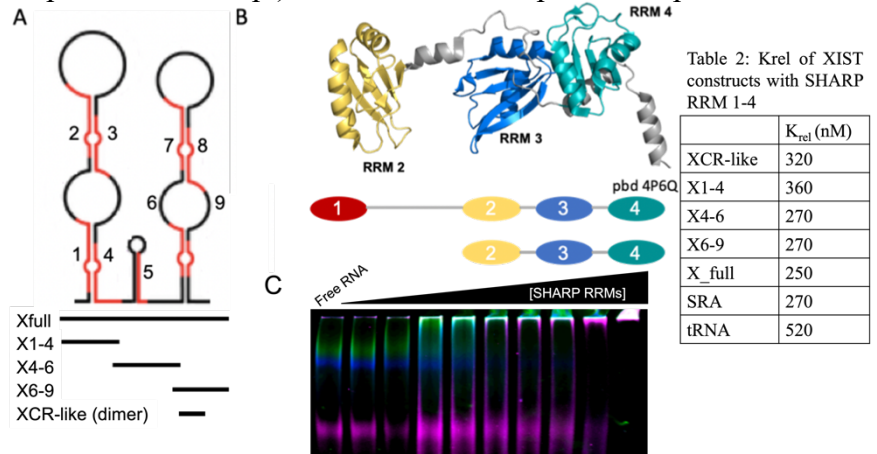 A
B
2 3
7 8
6 9
1 4
5
Xfull
X1-4
X4-6
X6-9
XCR-like (dimer)
RRM 2
RRM 3
RRM 4
pbd 4P6Q
1 2 3 4
2 3 4
C
Free RNA
[SHARP RRMs]
Table 2: Krel of XIST
constructs with SHARP
RRM 1-4
Krel (nM)
XCR-like 320
X1-4 360
X4-6 270
X6-9 270
X_full 250
SRA 270
tRNA 520